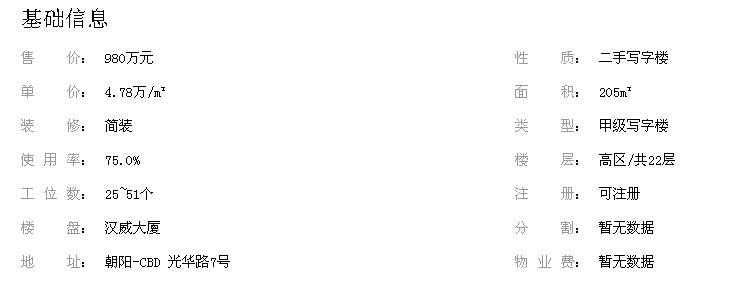 基础信息
售 价： 980万元 性 质： 二手写字楼
单 价： 4.78万/m² 面 积： 205m²
装 修： 简装 类 型： 甲级写字楼
使 用 率： 75.0% 楼 层： 高区/共22层
工 位 数： 25~51个 注 册： 可注册
楼 盘： 汉威大厦 分 割： 暂无数据
地 址： 朝阳-CBD 光华路7号 物 业 费： 暂无数据